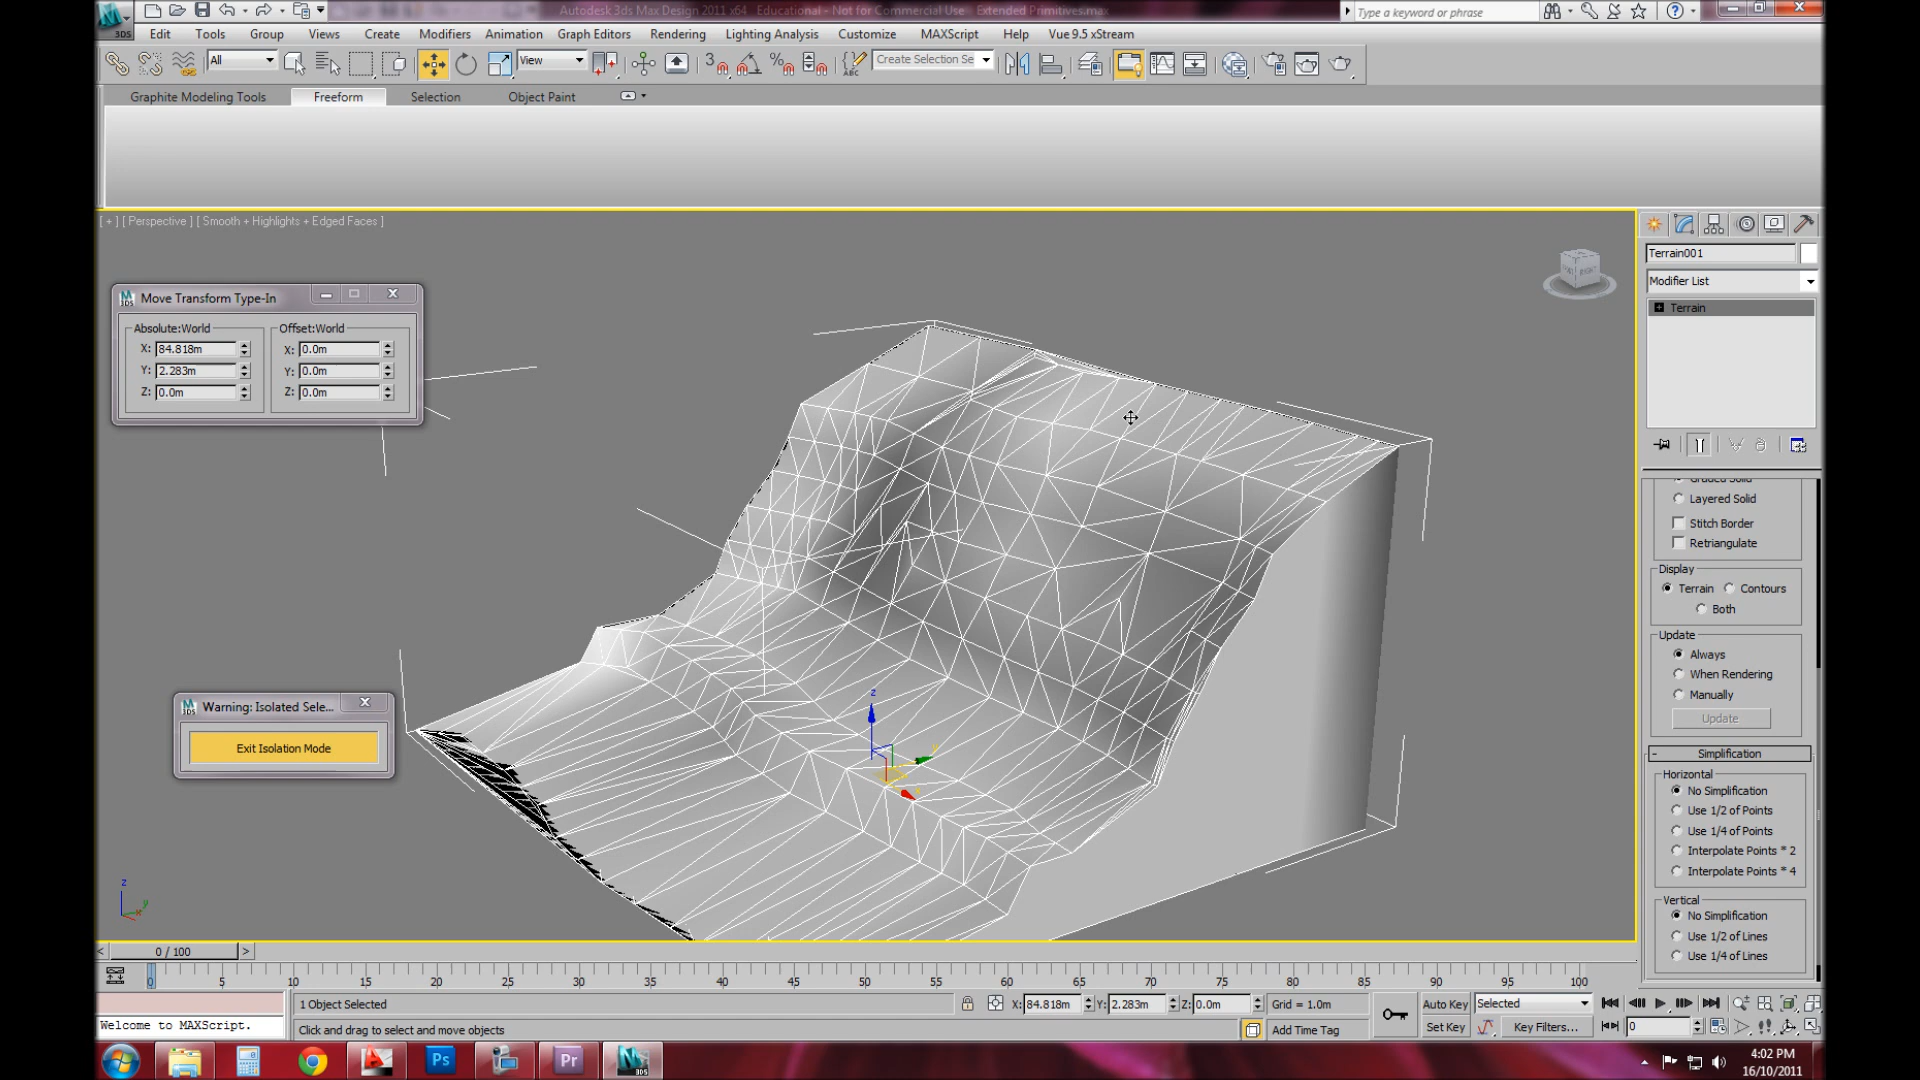 Autodesk 3ds Max Design 2011 x64    Educational - Not for Commercial Use    Extended Primitives.max
Type a keyword or phrase
3DS
Edit Tools Group Views Create Modifiers Animation Graph Editors Rendering Lighting Analysis Customize MAXScript Help Vue 9.5 xStream
All View 3 % ABC Create Selection Se
Graphite Modeling Tools Freeform Selection Object Paint
[ + ] [ Perspective ] [ Smooth + Highlights + Edged Faces ]
Terrain001
Modifier List
Terrain
Move Transform Type-In
Absolute:World Offset:World
X: 84.818m X: 0.0m
Y: 2.283m Y: 0.0m
Z: 0.0m Z: 0.0m
Warning: Isolated Sele...
Exit Isolation Mode
Graded Solid
Layered Solid
Stitch Border
Retriangulate
Display
Terrain Contours
Both
Update
Always
When Rendering
Manually
Update
- Simplification
Horizontal
No Simplification
Use 1/2 of Points
Use 1/4 of Points
Interpolate Points * 2
Interpolate Points * 4
Vertical
No Simplification
Use 1/2 of Lines
Use 1/4 of Lines
z
y
x
z
y
x
< 0 / 100 >
0 5 10 15 20 25 30 35 40 45 50 55 60 65 70 75 80 85 90 95 100
1 Object Selected X: 84.818m Y: 2.283m Z: 0.0m Grid = 1.0m Auto Key Selected
Welcome to MAXScript. Click and drag to select and move objects Add Time Tag Set Key Key Filters... 0
Ps Pr 3DS
4:02 PM
16/10/2011